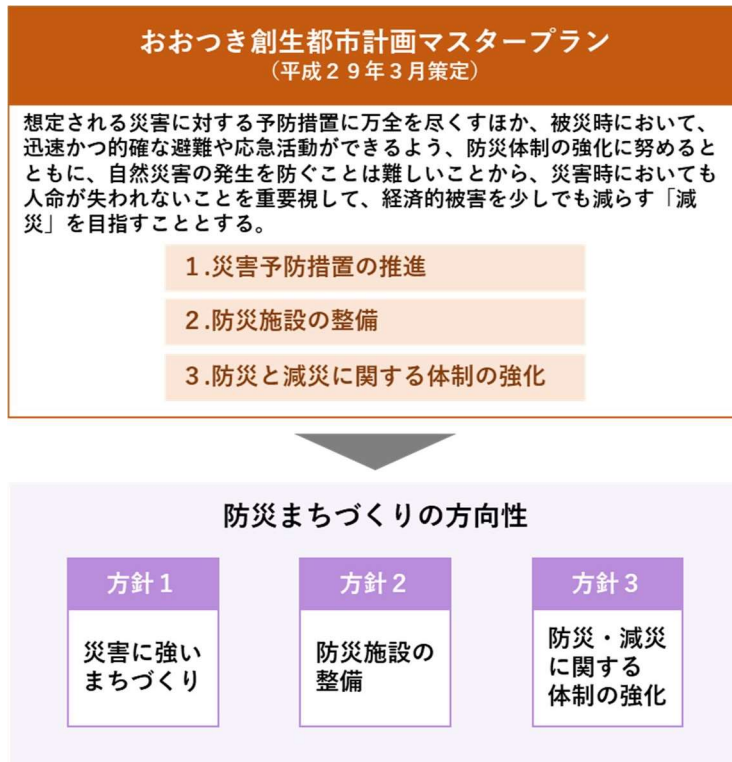 おおつき創生都市計画マスタープラン
（平成２９年３月策定）
想定される災害に対する予防措置に万全を尽くすほか、被災時において、
迅速かつ的確な避難や応急活動ができるよう、防災体制の強化に努めると
ともに、自然災害の発生を防ぐことは難しいことから、災害時においても
人命が失われないことを重要視して、経済的被害を少しでも減らす「減
災」を目指すこととする。
１.災害予防措置の推進
２.防災施設の整備
３.防災と減災に関する体制の強化
防災まちづくりの方向性
方針１
災害に強い
まちづくり
方針２
防災施設の
整備
方針３
防災・減災
に関する
体制の強化